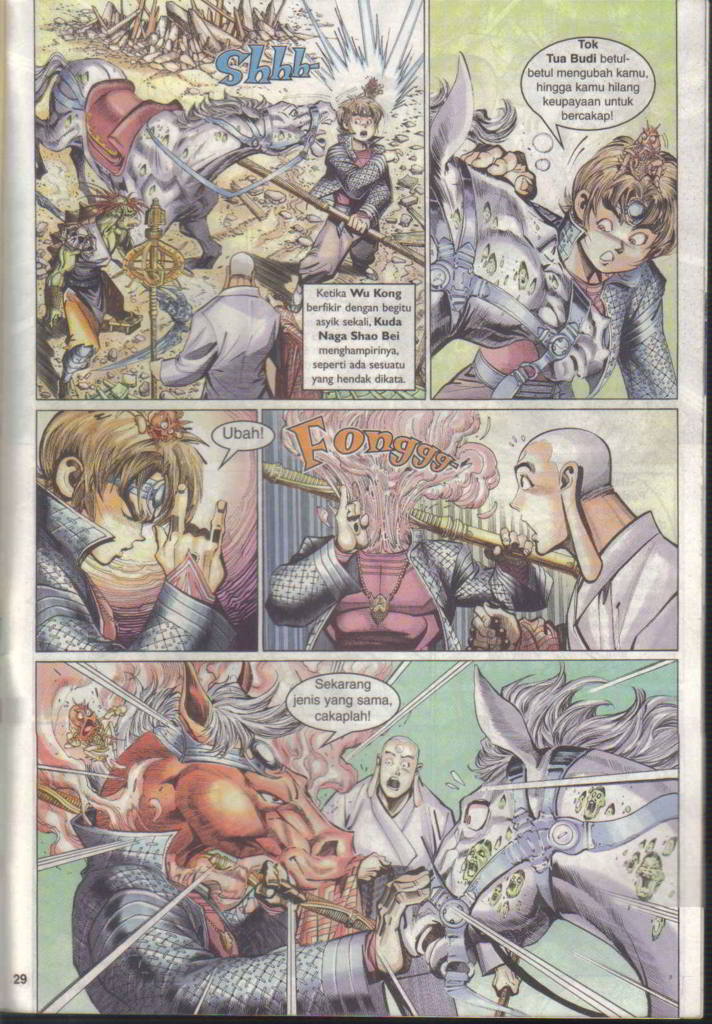 Shhh-
Ketika Wu Kong
berfikir dengan begitu
asyik sekali, Kuda
Naga Shao Bei
menghampirinya,
seperti ada sesuatu
yang hendak dikata.
Tok
Tua Budi betul-
betul mengubah kamu,
hingga kamu hilang
keupayaan untuk
bercakap!
Ubah!
Fonggg-
Sekarang
jenis yang sama,
cakaplah!
29